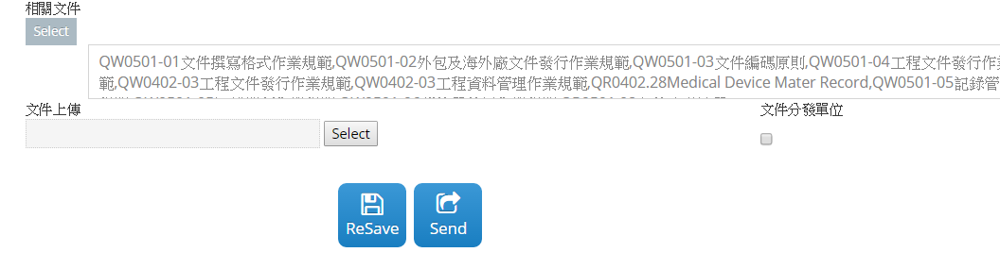 相關文件
Select
QW0501-01文件撰寫格式作業規範,QW0501-02外包及海外廠文件發行作業規範,QW0501-03文件編碼原則,QW0501-04工程文件發行作業
範,QW0402-03工程文件發行作業規範,QW0402-03工程資料管理作業規範,QR0402.28Medical Device Mater Record,QW0501-05記錄管
文件上傳
文件分發單位
Select
ReSave
Send